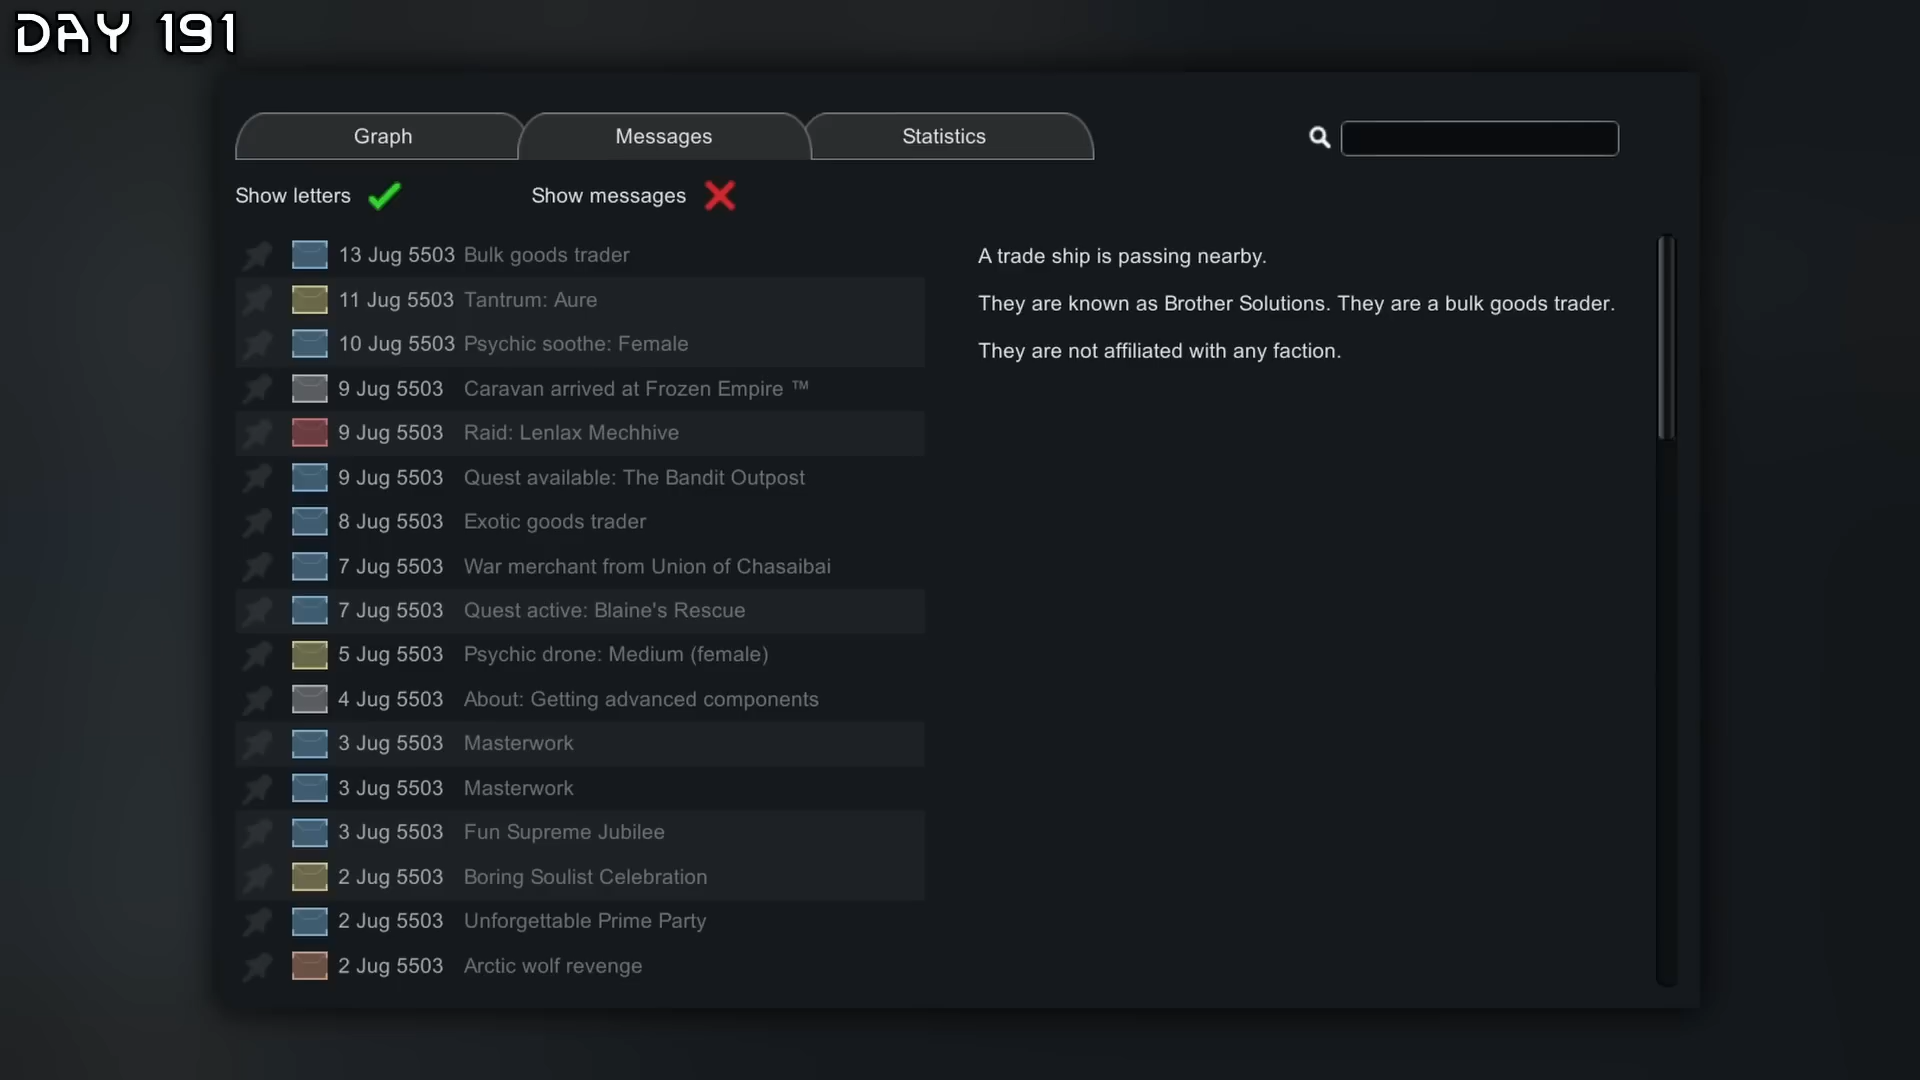 DAY 191
Graph
Messages
Statistics
Show letters
Show messages
13 Jug 5503 Bulk goods trader
11 Jug 5503 Tantrum: Aure
10 Jug 5503 Psychic soothe: Female
9 Jug 5503 Caravan arrived at Frozen Empire ™
9 Jug 5503 Raid: Lenlax Mechhive
9 Jug 5503 Quest available: The Bandit Outpost
8 Jug 5503 Exotic goods trader
7 Jug 5503 War merchant from Union of Chasaibai
7 Jug 5503 Quest active: Blaine's Rescue
5 Jug 5503 Psychic drone: Medium (female)
4 Jug 5503 About: Getting advanced components
3 Jug 5503 Masterwork
3 Jug 5503 Masterwork
3 Jug 5503 Fun Supreme Jubilee
2 Jug 5503 Boring Soulist Celebration
2 Jug 5503 Unforgettable Prime Party
2 Jug 5503 Arctic wolf revenge
A trade ship is passing nearby.
They are known as Brother Solutions. They are a bulk goods trader.
They are not affiliated with any faction.